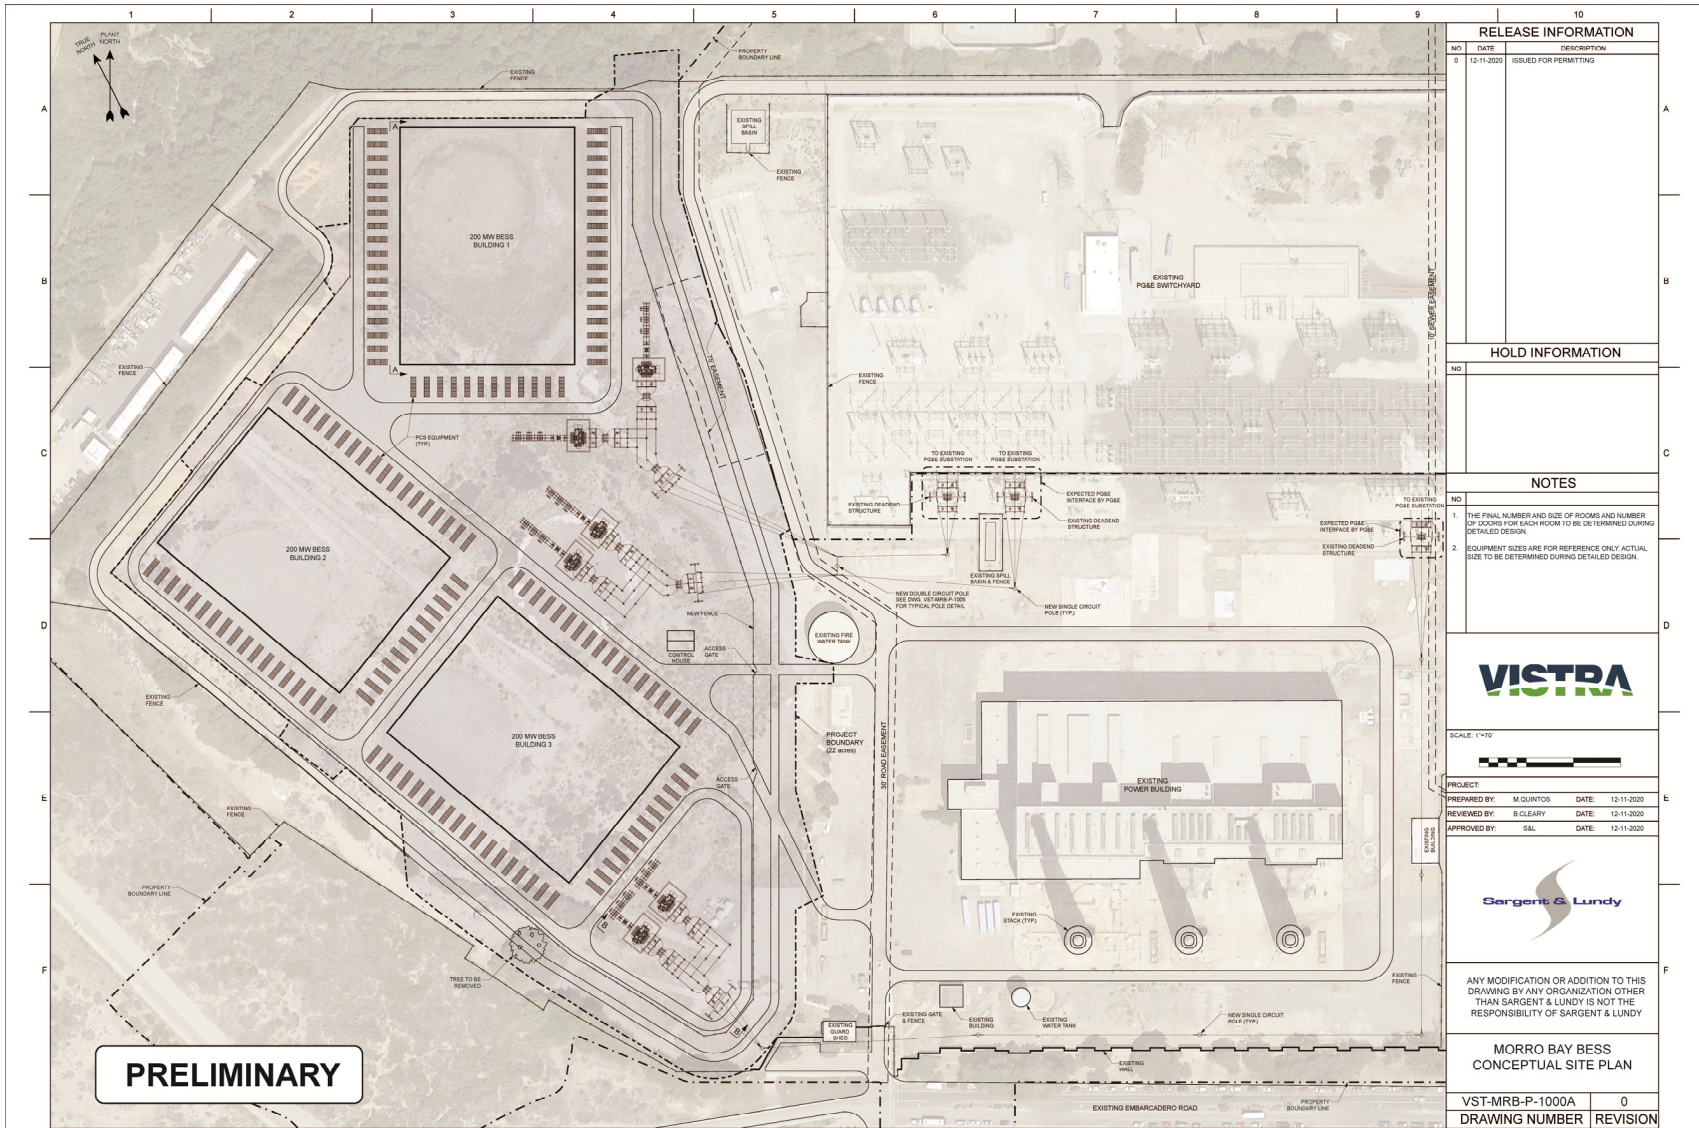 1 2 3 4 5 6 7 8 9 10
A
B
C
D
E
F
A
B
C
D
E
F
TRUE
NORTH
PLANT
NORTH
EXISTING
FENCE
PROPERTY
BOUNDARY LINE
EXISTING
SPILL
BASIN
EXISTING
FENCE
A
200 MW BESS
BUILDING 1
A
EXISTING
PG&E SWITCHYARD
EXISTING
FENCE
75' EASEMENT
EXISTING
FENCE
PCS EQUIPMENT
(TYP.)
TO EXISTING
PG&E SUBSTATION
TO EXISTING
PG&E SUBSTATION
EXISTING DEADEND
STRUCTURE
EXPECTED PG&E
INTERFACE BY PG&E
EXISTING DEADEND
STRUCTURE
TO EXISTING
PG&E SUBSTATION
EXPECTED PG&E
INTERFACE BY PG&E
EXISTING DEADEND
STRUCTURE
SEWER EASEMENT
200 MW BESS
BUILDING 2
EXISTING SPILL
BASIN & FENCE
NEW DOUBLE CIRCUIT POLE
SEE DWG. VST-MRB-P-1005
FOR TYPICAL POLE DETAIL
NEW SINGLE CIRCUIT
POLE (TYP.)
NEW FENCE
EXISTING FIRE
WATER TANK
CONTROL
HOUSE
ACCESS
GATE
EXISTING
FENCE
200 MW BESS
BUILDING 3
PROJECT
BOUNDARY
(22 acres)
30' ROAD EASEMENT
ACCESS
GATE
EXISTING
POWER BUILDING
EXISTING
BUILDING
EXISTING
FENCE
PROPERTY
BOUNDARY LINE
EXISTING
STACK (TYP.)
B
TREE TO BE
REMOVED
B
EXISTING
FENCE
EXISTING
GUARD
SHED
EXISTING GATE
& FENCE
EXISTING
BUILDING
EXISTING
WATER TANK
NEW SINGLE CIRCUIT
POLE (TYP.)
EXISTING
WALL
PROPERTY
BOUNDARY LINE
EXISTING EMBARCADERO ROAD
PRELIMINARY
RELEASE INFORMATION
NO DATE DESCRIPTION
0 12-11-2020 ISSUED FOR PERMITTING
HOLD INFORMATION
NO
NOTES
NO
1. THE FINAL NUMBER AND SIZE OF ROOMS AND NUMBER
OF DOORS FOR EACH ROOM TO BE DETERMINED DURING
DETAILED DESIGN.
2. EQUIPMENT SIZES ARE FOR REFERENCE ONLY. ACTUAL
SIZE TO BE DETERMINED DURING DETAILED DESIGN.
VISTRA
SCALE: 1"=70'
PROJECT:
PREPARED BY: M.QUINTOS DATE: 12-11-2020
REVIEWED BY: B.CLEARY DATE: 12-11-2020
APPROVED BY: S&L DATE: 12-11-2020
Sargent & Lundy
ANY MODIFICATION OR ADDITION TO THIS
DRAWING BY ANY ORGANIZATION OTHER
THAN SARGENT & LUNDY IS NOT THE
RESPONSIBILITY OF SARGENT & LUNDY
MORRO BAY BESS
CONCEPTUAL SITE PLAN
VST-MRB-P-1000A 0
DRAWING NUMBER REVISION